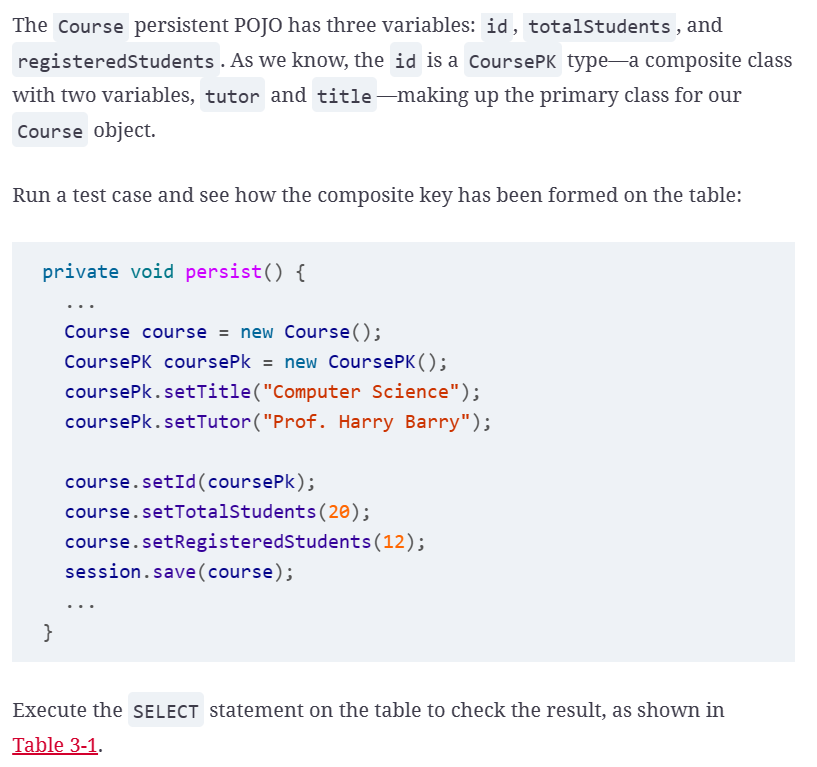 The Course persistent POJO has three variables: id, totalStudents, and
registeredStudents. As we know, the id is a CoursePK type—a composite class
with two variables, tutor and title—making up the primary class for our
Course object.
Run a test case and see how the composite key has been formed on the table:
private void persist() {
  ...
  Course course = new Course();
  CoursePK coursePk = new CoursePK();
  coursePk.setTitle("Computer Science");
  coursePk.setTutor("Prof. Harry Barry");
  course.setId(coursePk);
  course.setTotalStudents(20);
  course.setRegisteredStudents(12);
  session.save(course);
  ...
}
Execute the SELECT statement on the table to check the result, as shown in
Table 3-1.